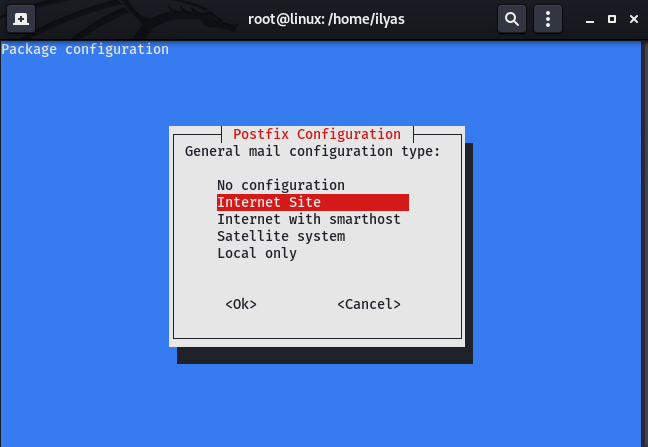 root@linux: /home/ilyas
Package configuration
Postfix Configuration
General mail configuration type:
No configuration
Internet Site
Internet with smarthost
Satellite system
Local only
<Ok> <Cancel>